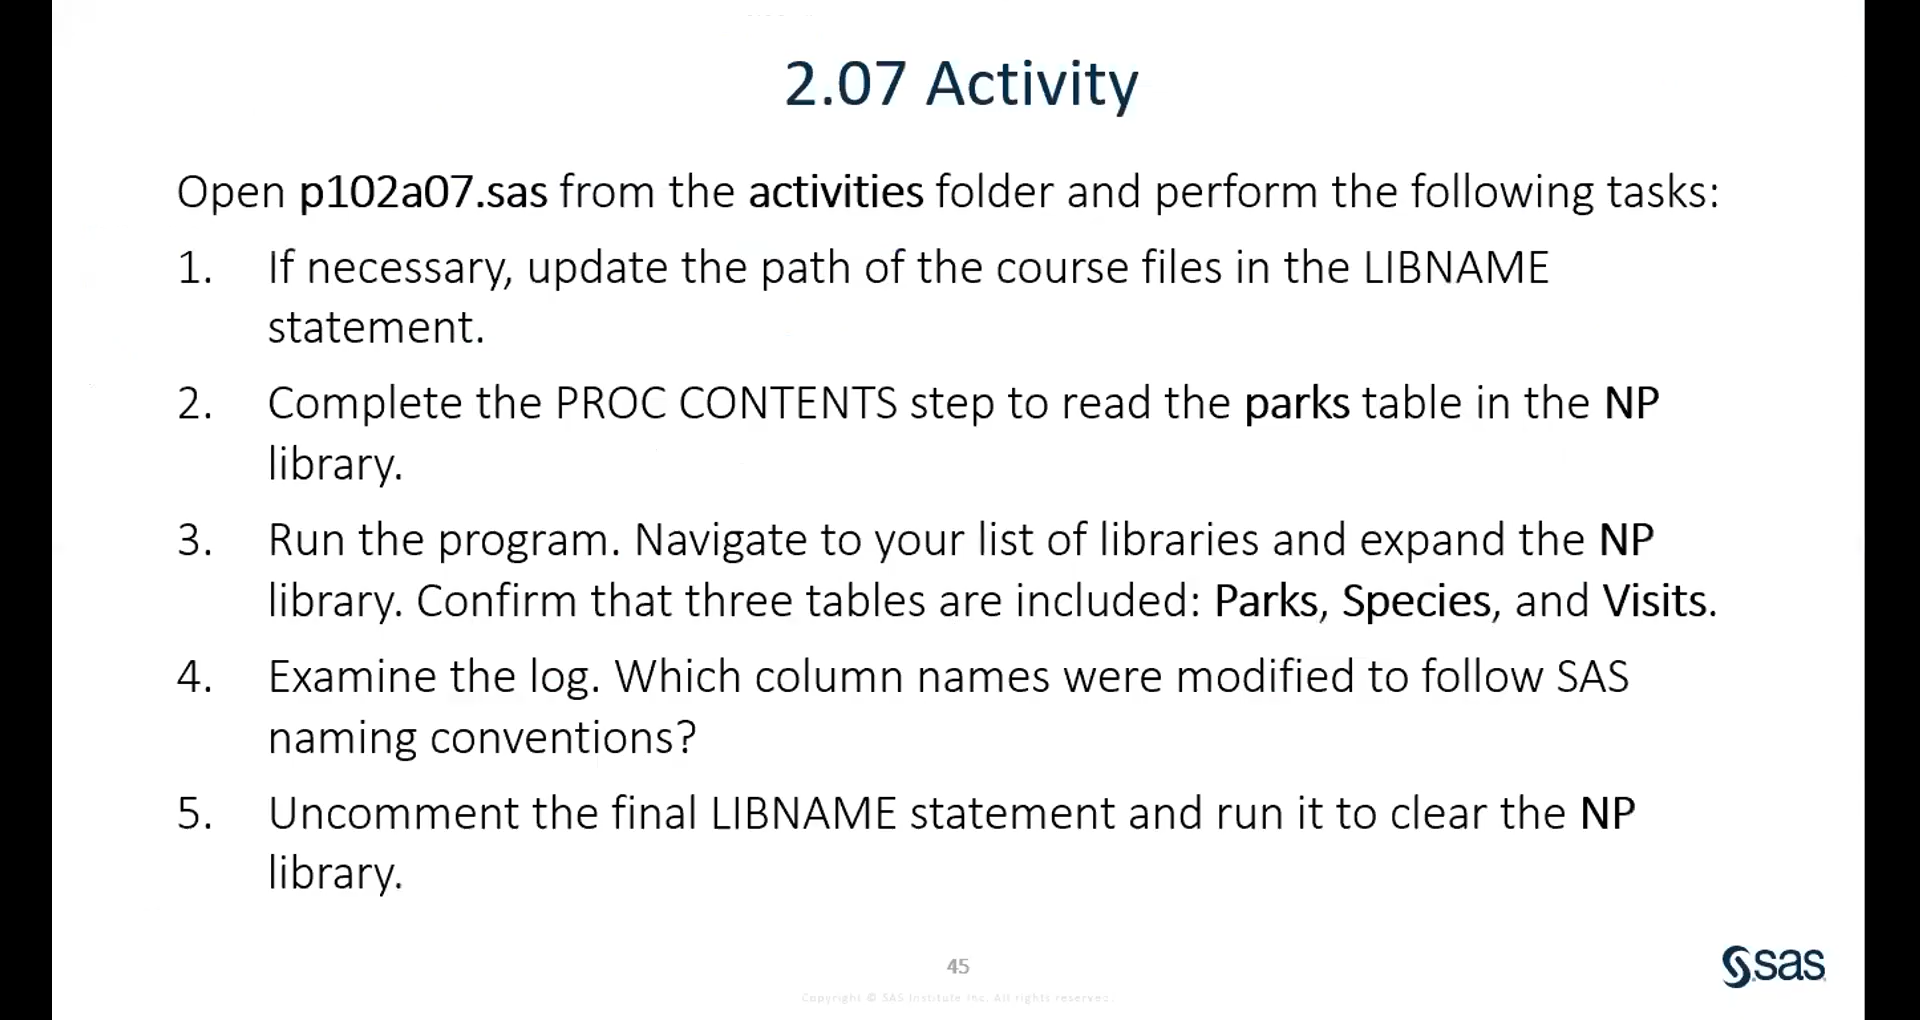 2.07 Activity
Open p102a07.sas from the activities folder and perform the following tasks:
1. If necessary, update the path of the course files in the LIBNAME
statement.
2. Complete the PROC CONTENTS step to read the parks table in the NP
library.
3. Run the program. Navigate to your list of libraries and expand the NP
library. Confirm that three tables are included: Parks, Species, and Visits.
4. Examine the log. Which column names were modified to follow SAS
naming conventions?
5. Uncomment the final LIBNAME statement and run it to clear the NP
library.
45
Copyright © SAS Institute Inc. All rights reserved.
sas